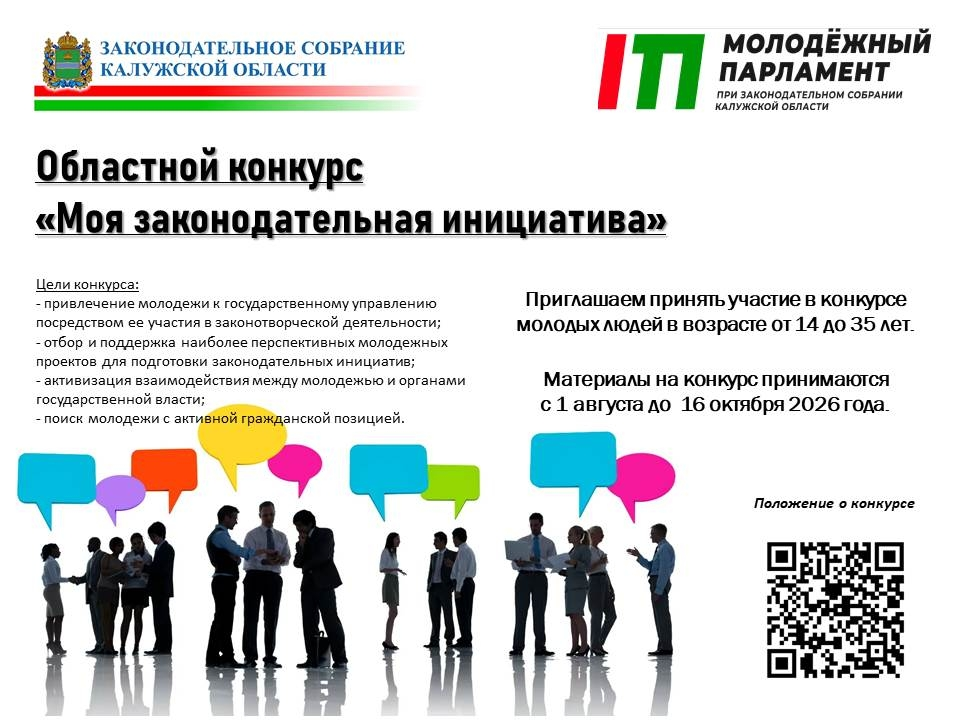 ЗАКОНОДАТЕЛЬНОЕ СОБРАНИЕ
КАЛУЖСКОЙ ОБЛАСТИ
МОЛОДЁЖНЫЙ
ПАРЛАМЕНТ
ПРИ ЗАКОНОДАТЕЛЬНОМ СОБРАНИИ
КАЛУЖСКОЙ ОБЛАСТИ
Областной конкурс
«Моя законодательная инициатива»
Цели конкурса:
- привлечение молодежи к государственному управлению
посредством ее участия в законотворческой деятельности;
- отбор и поддержка наиболее перспективных молодежных
проектов для подготовки законодательных инициатив;
- активизация взаимодействия между молодежью и органами
государственной власти;
- поиск молодежи с активной гражданской позицией.
Приглашаем принять участие в конкурсе
молодых людей в возрасте от 14 до 35 лет.
Материалы на конкурс принимаются
с 1 августа до 16 октября 2026 года.
Положение о конкурсе